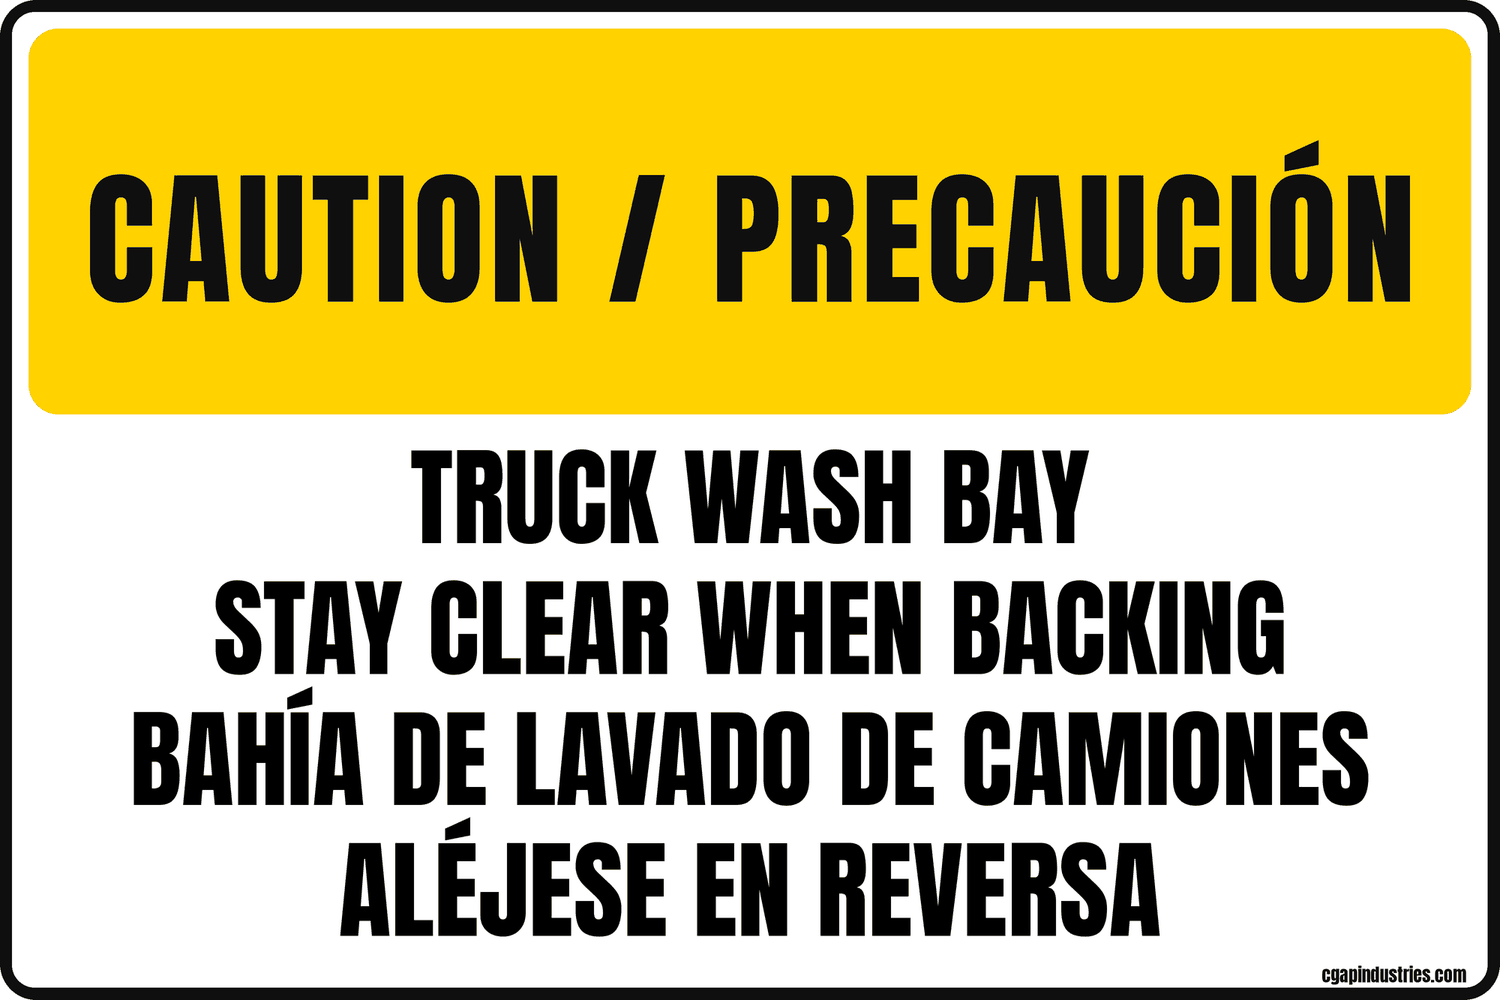 CAUTION / PRECAUCIÓN
TRUCK WASH BAY
STAY CLEAR WHEN BACKING
BAHÍA DE LAVADO DE CAMIONES
ALÉJESE EN REVERSA
cgapindustries.com